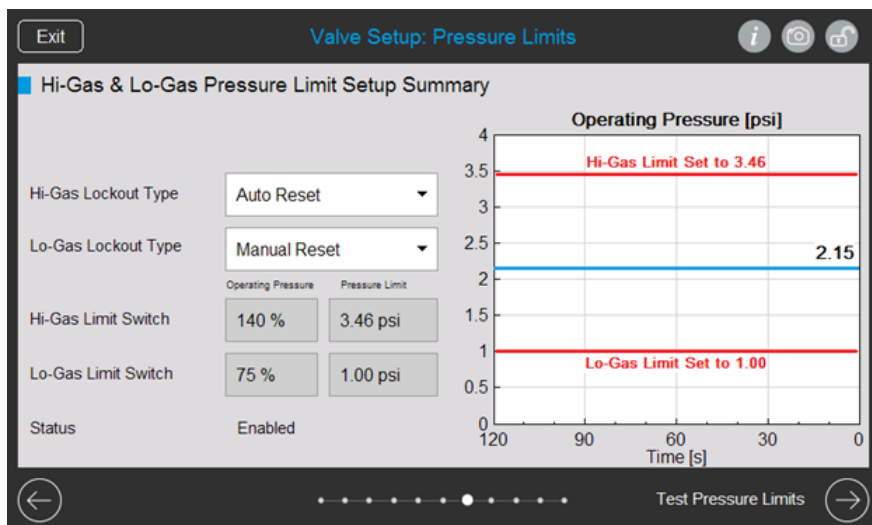 Exit
Valve Setup: Pressure Limits
i
Hi-Gas & Lo-Gas Pressure Limit Setup Summary
Hi-Gas Lockout Type
Auto Reset
Lo-Gas Lockout Type
Manual Reset
Operating Pressure
Pressure Limit
Hi-Gas Limit Switch
140 %
3.46 psi
Lo-Gas Limit Switch
75 %
1.00 psi
Status
Enabled
Operating Pressure [psi]
4
3.5
3
2.5
2
1.5
1
0.5
0
Hi-Gas Limit Set to 3.46
2.15
Lo-Gas Limit Set to 1.00
120
90
60
30
0
Time [s]
Test Pressure Limits